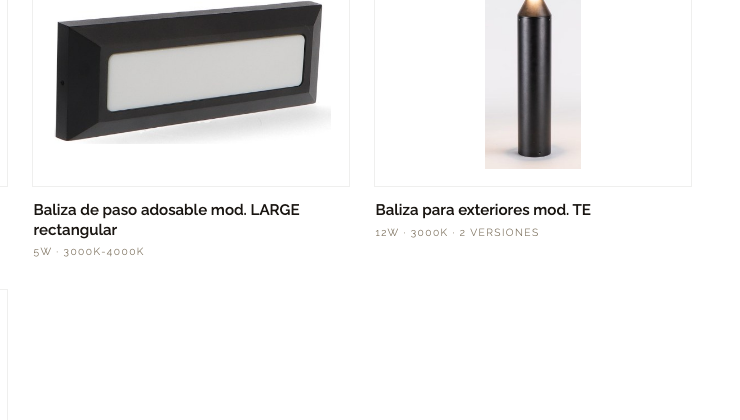 Baliza de paso adosable mod. LARGE
rectangular
5W · 3000K-4000K
Baliza para exteriores mod. TE
12W · 3000K · 2 VERSIONES